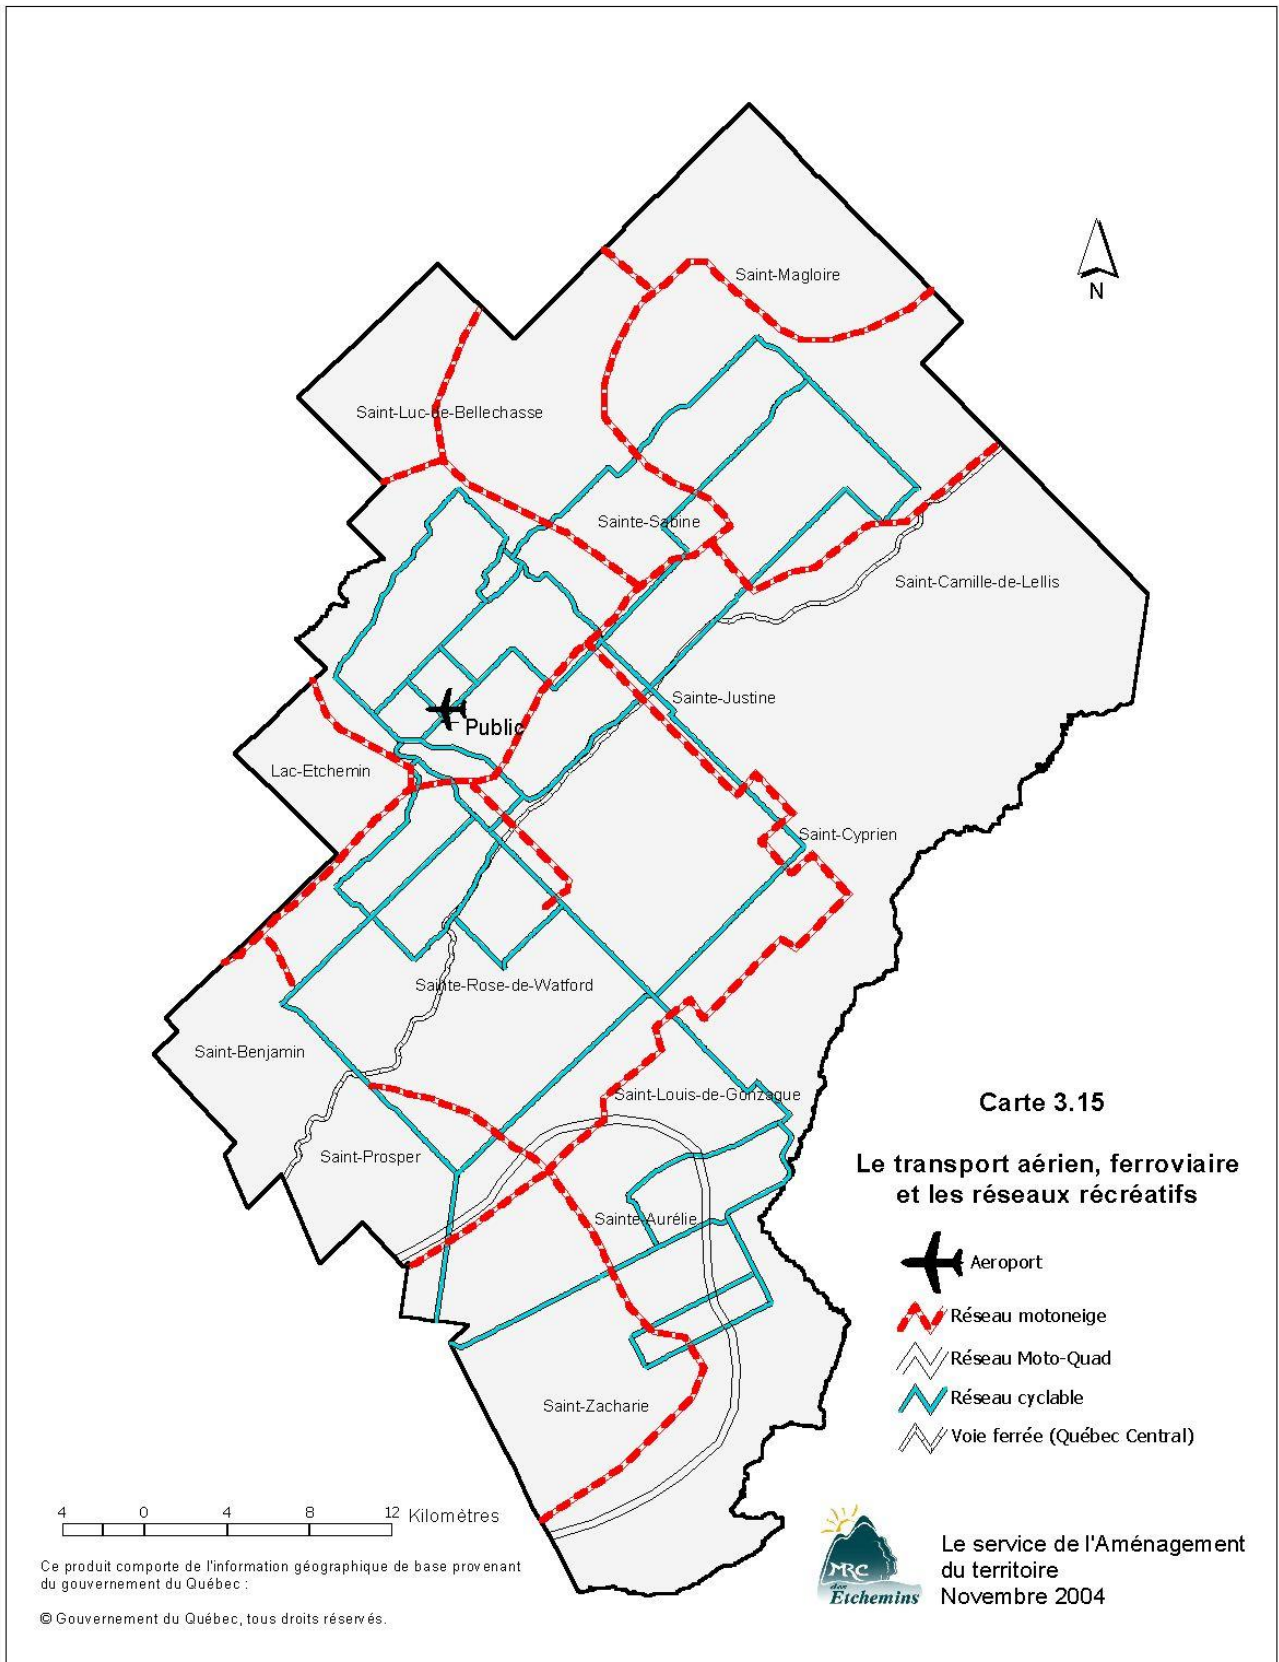 Saint-Magloire
N
Saint-Luc-de-Bellechasse
Sainte-Sabine
Saint-Camille-de-Lellis
Sainte-Justine
Public
Lac-Etchemin
Saint-Cyprien
Sainte-Rose-de-Watford
Saint-Benjamin
Saint-Louis-de-Gonzague
Saint-Prosper
Sainte-Aurélie
Saint-Zacharie
Carte 3.15
Le transport aérien, ferroviaire
et les réseaux récréatifs
Aeroport
Réseau motoneige
Réseau Moto-Quad
Réseau cyclable
Voie ferrée (Québec Central)
4 0 4 8 12 Kilomètres
Ce produit comporte de l'information géographique de base provenant
du gouvernement du Québec :
© Gouvernement du Québec, tous droits réservés.
MRC
des
Etchemins
Le service de l'Aménagement
du territoire
Novembre 2004